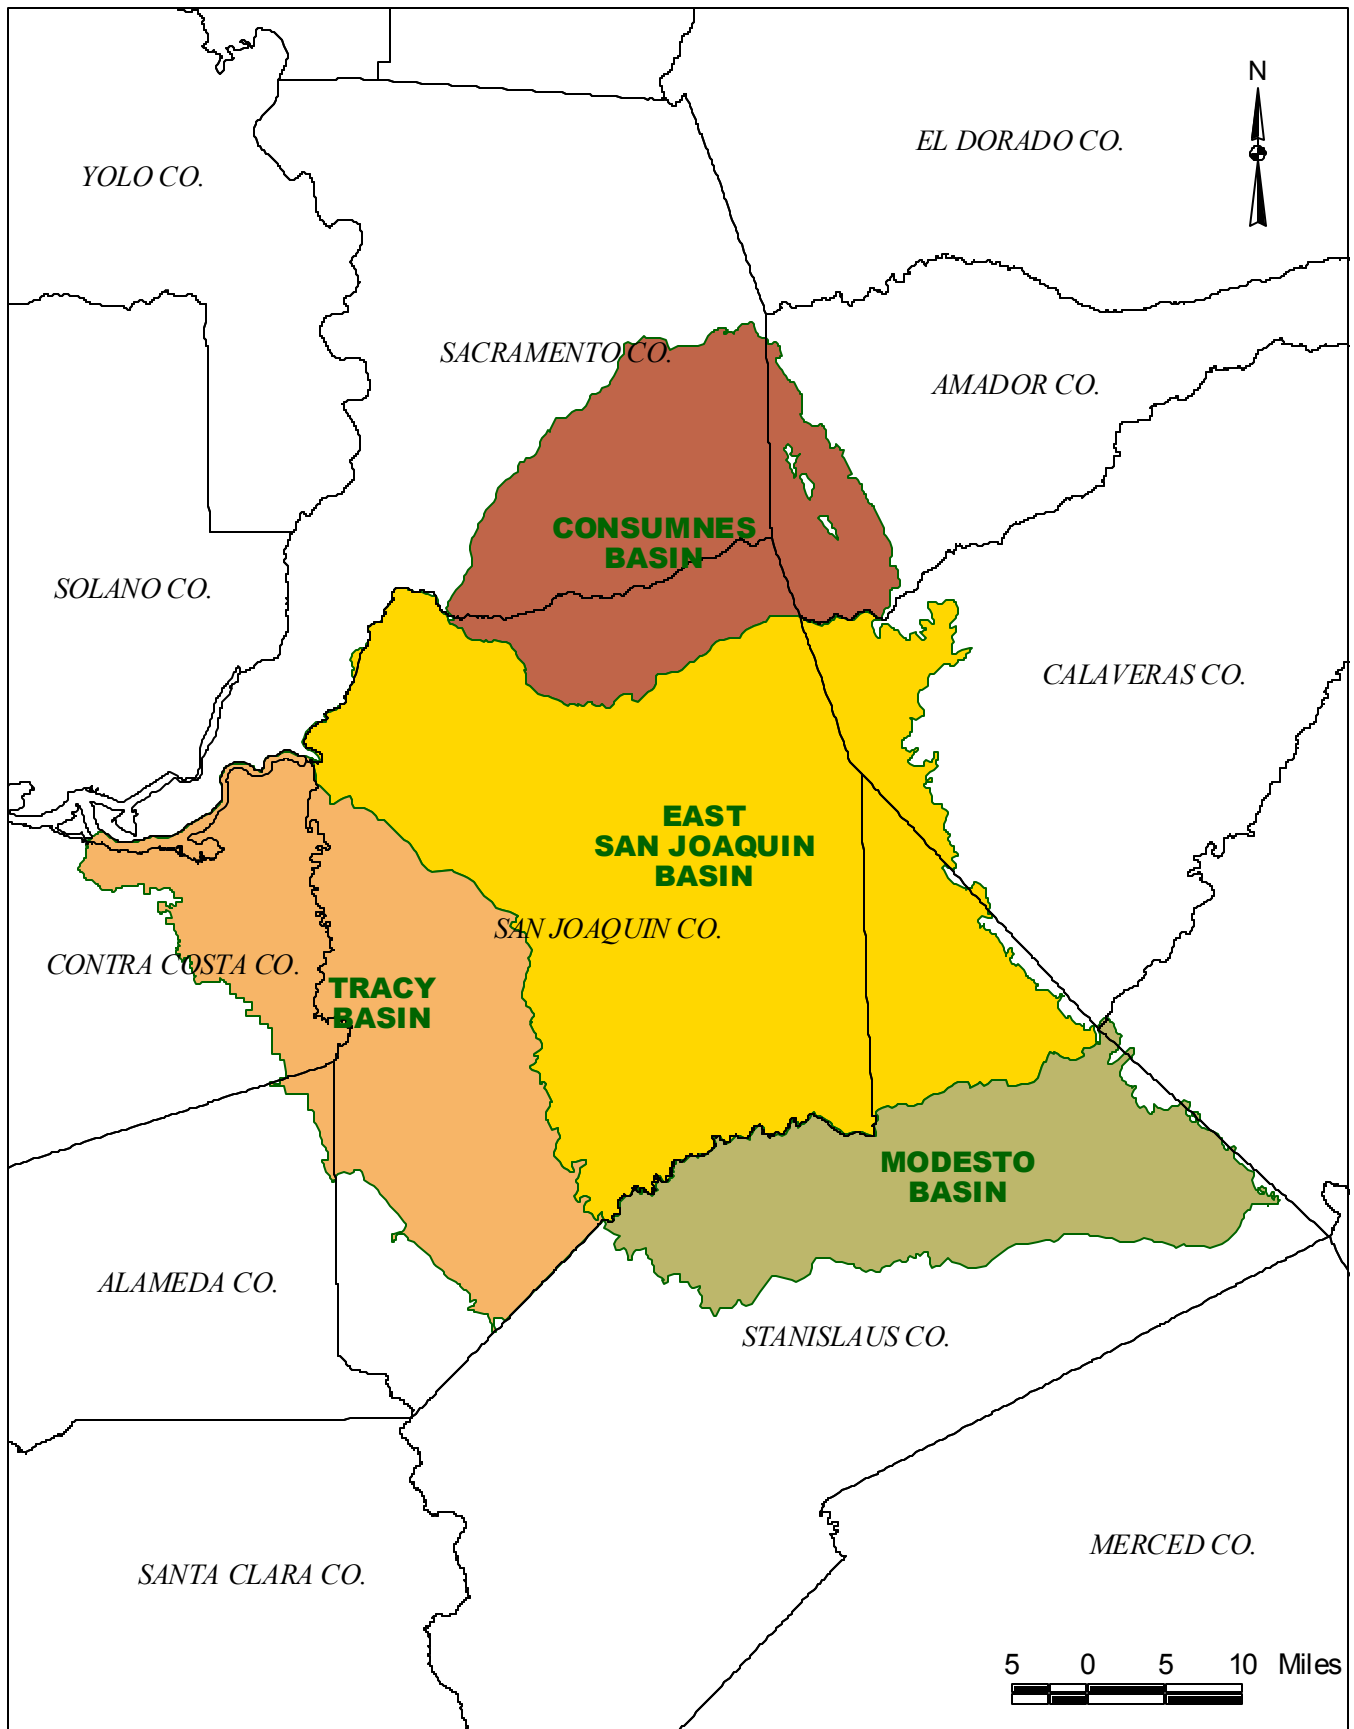 N
EL DORADO CO.
YOLO CO.
SACRAMENTO CO.
AMADOR CO.
CONSUMNES
BASIN
SOLANO CO.
CALAVERAS CO.
EAST
SAN JOAQUIN
BASIN
SAN JOAQUIN CO.
CONTRA COSTA CO.
TRACY
BASIN
MODESTO
BASIN
ALAMEDA CO.
STANISLAUS CO.
MERCED CO.
SANTA CLARA CO.
5 0 5 10 Miles